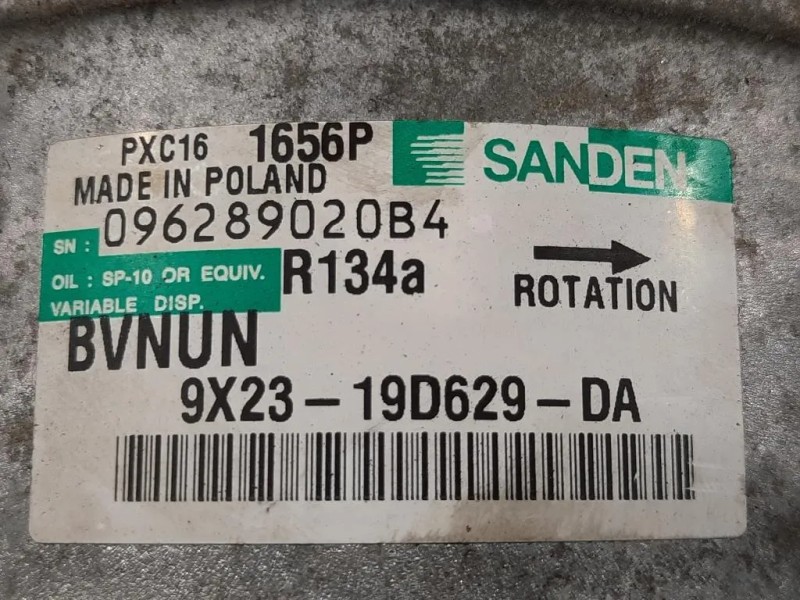 PXC16 1656P SANDEN
MADE IN POLAND
SN : 096289020B4
OIL : SP-10 OR EQUIV. R134a
VARIABLE DISP. ROTATION
BVNUN
9X23-19D629-DA